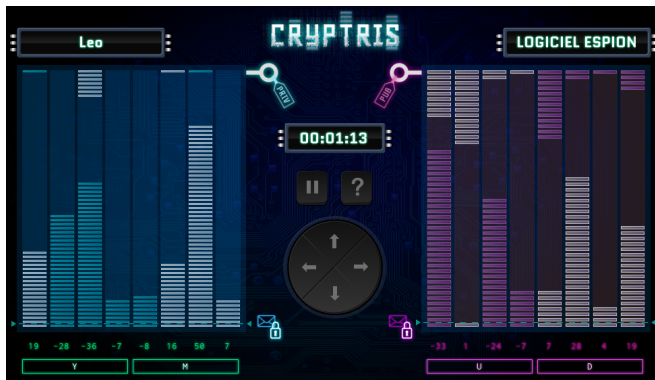 Leo
CRYPTRIS
LOGICIEL ESPION
PRIV
PUB
00:01:13
?
19 -28 -36 -7 -8 16 50 7
-33 1 -24 -7 7 28 4 19
Y M
U D